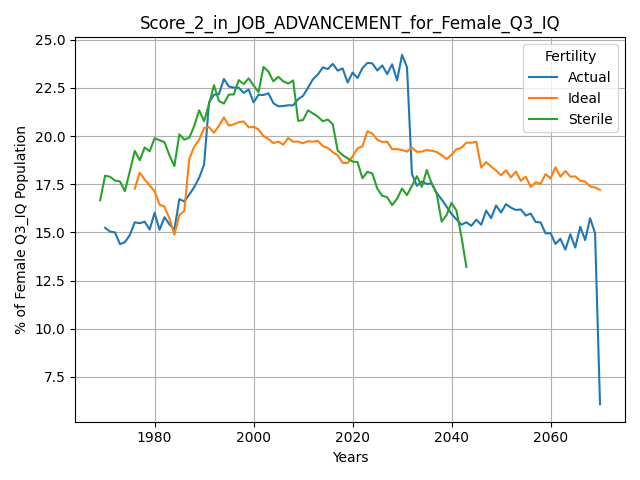 Score_2_in_JOB_ADVANCEMENT_for_Female_Q3_IQ
% of Female Q3_IQ Population
25.0
22.5
20.0
17.5
15.0
12.5
10.0
7.5
Fertility
Actual
Ideal
Sterile
1980 2000 2020 2040 2060
Years